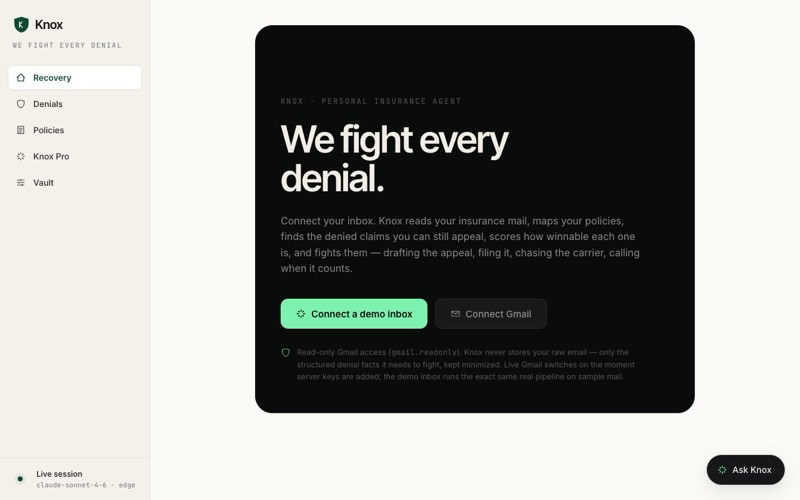 Knox
WE FIGHT EVERY DENIAL
Recovery
Denials
Policies
Knox Pro
Vault
Live session
claude-sonnet-4-6 · edge
KNOX · PERSONAL INSURANCE AGENT
We fight every
denial.
Connect your inbox. Knox reads your insurance mail, maps your policies,
finds the denied claims you can still appeal, scores how winnable each one
is, and fights them — drafting the appeal, filing it, chasing the carrier, calling
when it counts.
Connect a demo inbox
Connect Gmail
Read-only Gmail access (gmail.readonly). Knox never stores your raw email — only the
structured denial facts it needs to fight, kept minimized. Live Gmail switches on the moment
server keys are added; the demo inbox runs the exact same real pipeline on sample mail.
Ask Knox